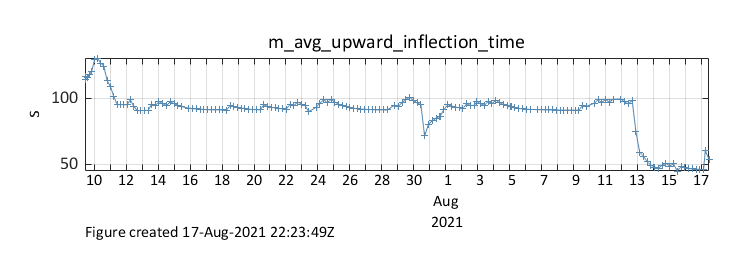 m_avg_upward_inflection_time
s
100
50
10 12 14 16 18 20 22 24 26 28 30 1 3 5 7 9 11 13 15 17
Aug
2021
Figure created 17-Aug-2021 22:23:49Z